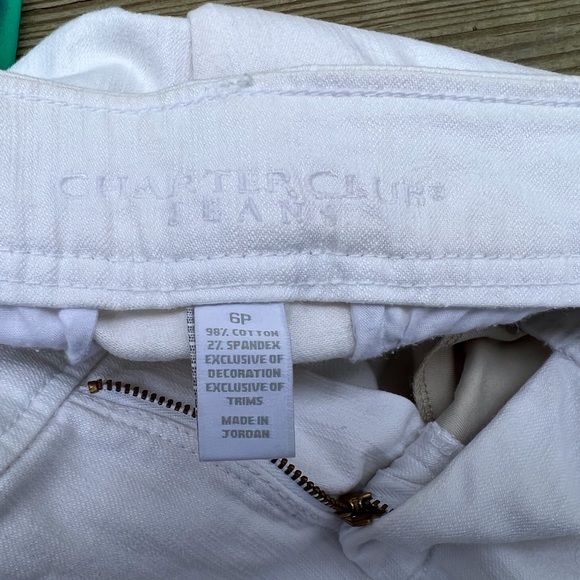 CHARTER CLUB®
JEANS
6P
98% COTTON
2% SPANDEX
EXCLUSIVE OF
DECORATION
EXCLUSIVE OF
TRIMS
MADE IN
JORDAN